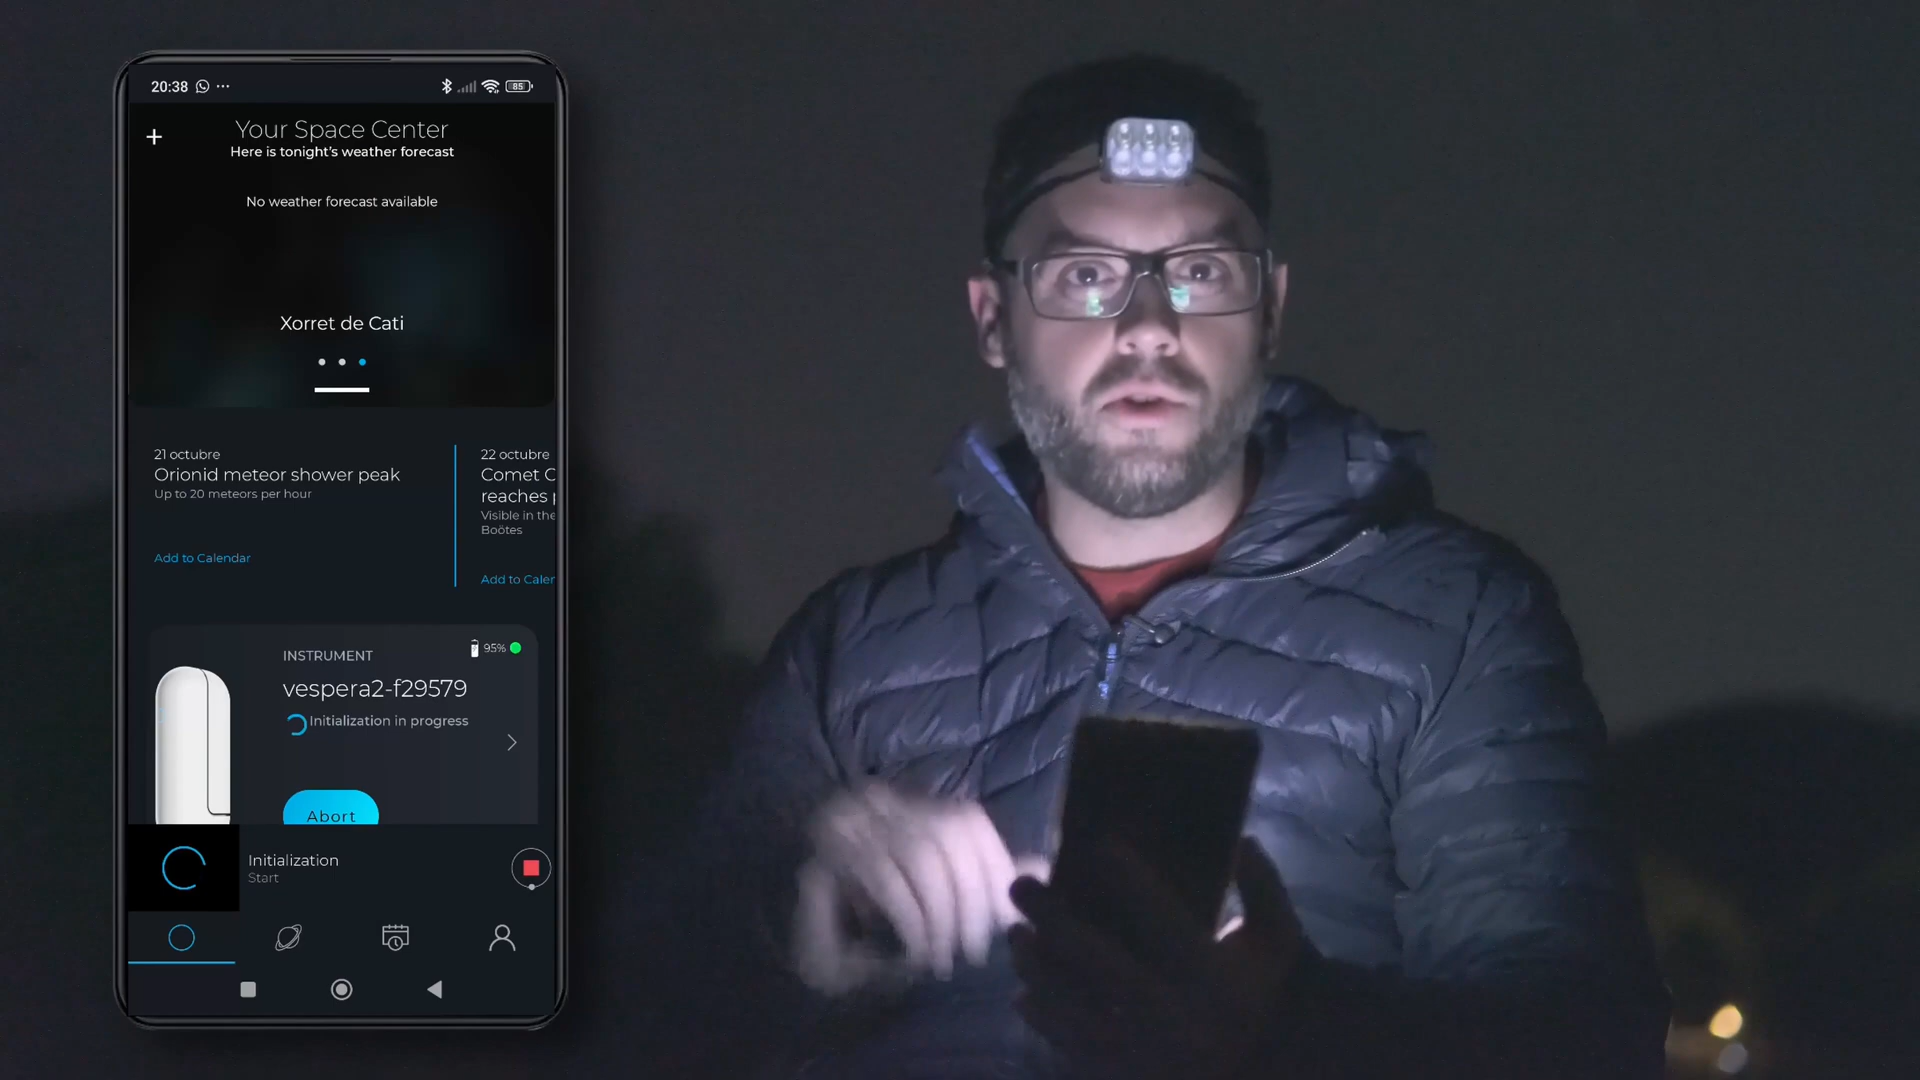 20:38
85
Your Space Center
Here is tonight's weather forecast
No weather forecast available
Xorret de Cati
21 octubre
Orionid meteor shower peak
Up to 20 meteors per hour
Add to Calendar
22 octubre
Comet C
reaches
Visible in the
Boötes
Add to Caler
INSTRUMENT
95%
vespera2-f29579
Initialization in progress
Abort
Initialization
Start